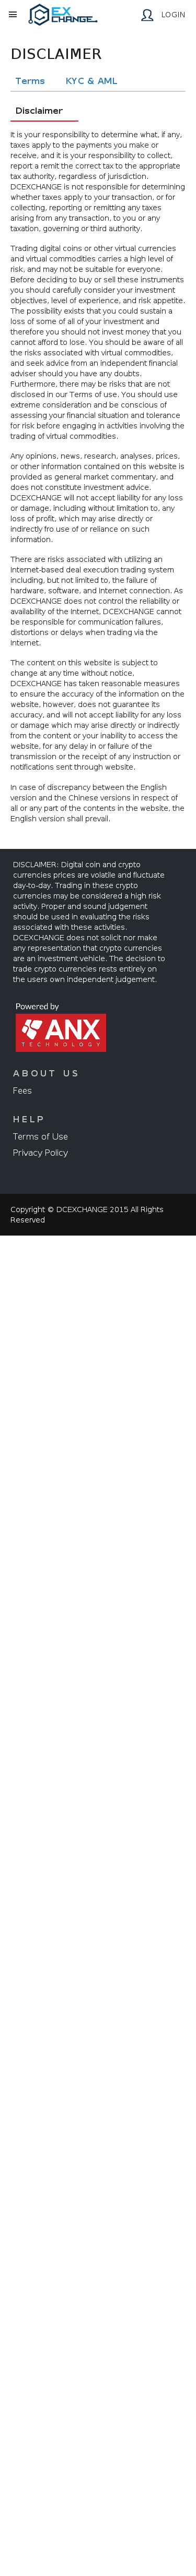 EX
CHANGE
LOGIN
DISCLAIMER
Terms
KYC & AML
Disclaimer
It is your responsibility to determine what, if any,
taxes apply to the payments you make or
receive, and it is your responsibility to collect,
report and remit the correct tax to the appropriate
tax authority, regardless of jurisdiction.
DCEXCHANGE is not responsible for determining
whether taxes apply to your transaction, or for
collecting, reporting or remitting any taxes
arising from any transaction, to you or any
taxation, governing or third authority.
Trading digital coins or other virtual currencies
and virtual commodities carries a high level of
risk, and may not be suitable for everyone.
Before deciding to buy or sell these instruments
you should carefully consider your investment
objectives, level of experience, and risk appetite.
The possibility exists that you could sustain a
loss of some of all of your investment and
therefore you should not invest money that you
cannot afford to lose. You should be aware of all
the risks associated with virtual commodities,
and seek advice from an independent financial
adviser should you have any doubts.
Furthermore, there may be risks that are not
disclosed in our Terms of use. You should use
extreme consideration and be conscious of
assessing your financial situation and tolerance
for risk before engaging in activities involving the
trading of virtual commodities.
Any opinions, news, research, analyses, prices,
or other information contained on this website is
provided as general market commentary, and
does not constitute investment advice.
DCEXCHANGE will not accept liability for any loss
or damage, including without limitation to, any
loss of profit, which may arise directly or
indirectly fro use of or reliance on such
information.
There are risks associated with utilizing an
Internet-based deal execution trading system
including, but not limited to, the failure of
hardware, software, and Internet connection. As
DCEXCHANGE does not control the reliability or
availability of the Internet, DCEXCHANGE cannot
be responsible for communication failures,
distortions or delays when trading via the
Internet.
The content on this website is subject to
change at any time without notice,
DCEXCHANGE has taken reasonable measures
to ensure the accuracy of the information on the
website, however, does not guarantee its
accuracy, and will not accept liability for any loss
or damage which may arise directly or indirectly
from the content or your inability to access the
website, for any delay in or failure of the
transmission or the receipt of any instruction or
notifications sent through website.
In case of discrepancy between the English
version and the Chinese versions in respect of
all or any part of the contents in the website, the
English version shall prevail.
DISCLAIMER: Digital coin and crypto
currencies prices are volatile and fluctuate
day-to-day. Trading in these crypto
currencies may be considered a high risk
activity. Proper and sound judgement
should be used in evaluating the risks
associated with these activities.
DCEXCHANGE does not solicit nor make
any representation that crypto currencies
are an investment vehicle. The decision to
trade crypto currencies rests entirely on
the users own independent judgement.
Powered by
ANX
TECHNOLOGY
ABOUT US
Fees
HELP
Terms of Use
Privacy Policy
Copyright © DCEXCHANGE 2015 All Rights
Reserved